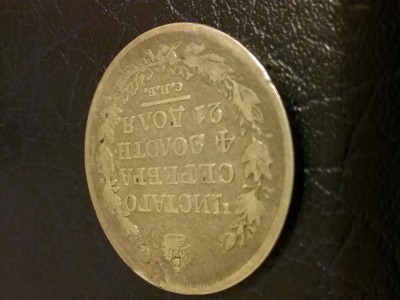 ЧИСТАГО
СЕРЕБРА
4 ЗОЛОТН
21 ДОЛЯ
С.П.Б.